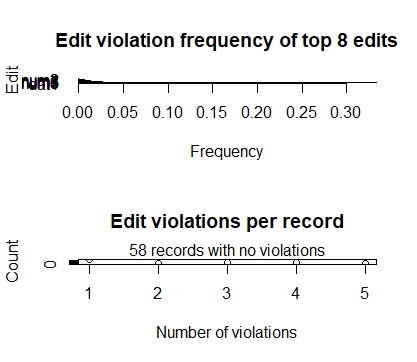 Edit violation frequency of top 8 edits
Edit
0.00 0.05 0.10 0.15 0.20 0.25 0.30
Frequency
Edit violations per record
Count
58 records with no violations
0
1 2 3 4 5
Number of violations